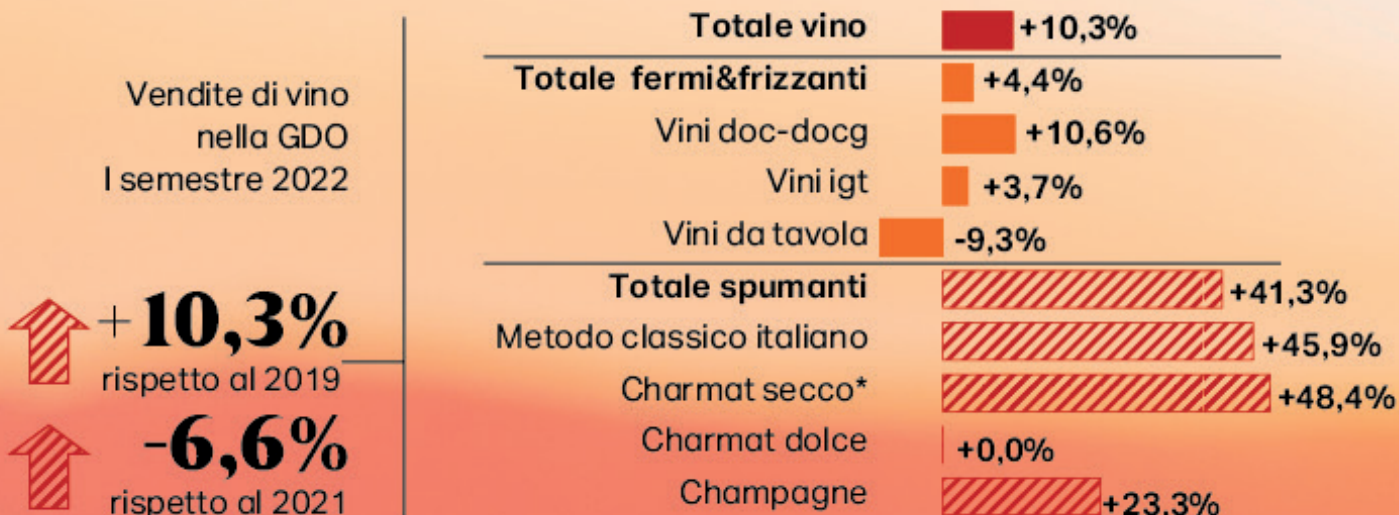 Vendite di vino
nella GDO
I semestre 2022
+10,3%
rispetto al 2019
-6,6%
rispetto al 2021
Totale vino +10,3%
Totale fermi&frizzanti +4,4%
Vini doc-docg +10,6%
Vini igt +3,7%
Vini da tavola -9,3%
Totale spumanti +41,3%
Metodo classico italiano +45,9%
Charmat secco* +48,4%
Charmat dolce +0,0%
Champagne +23,3%